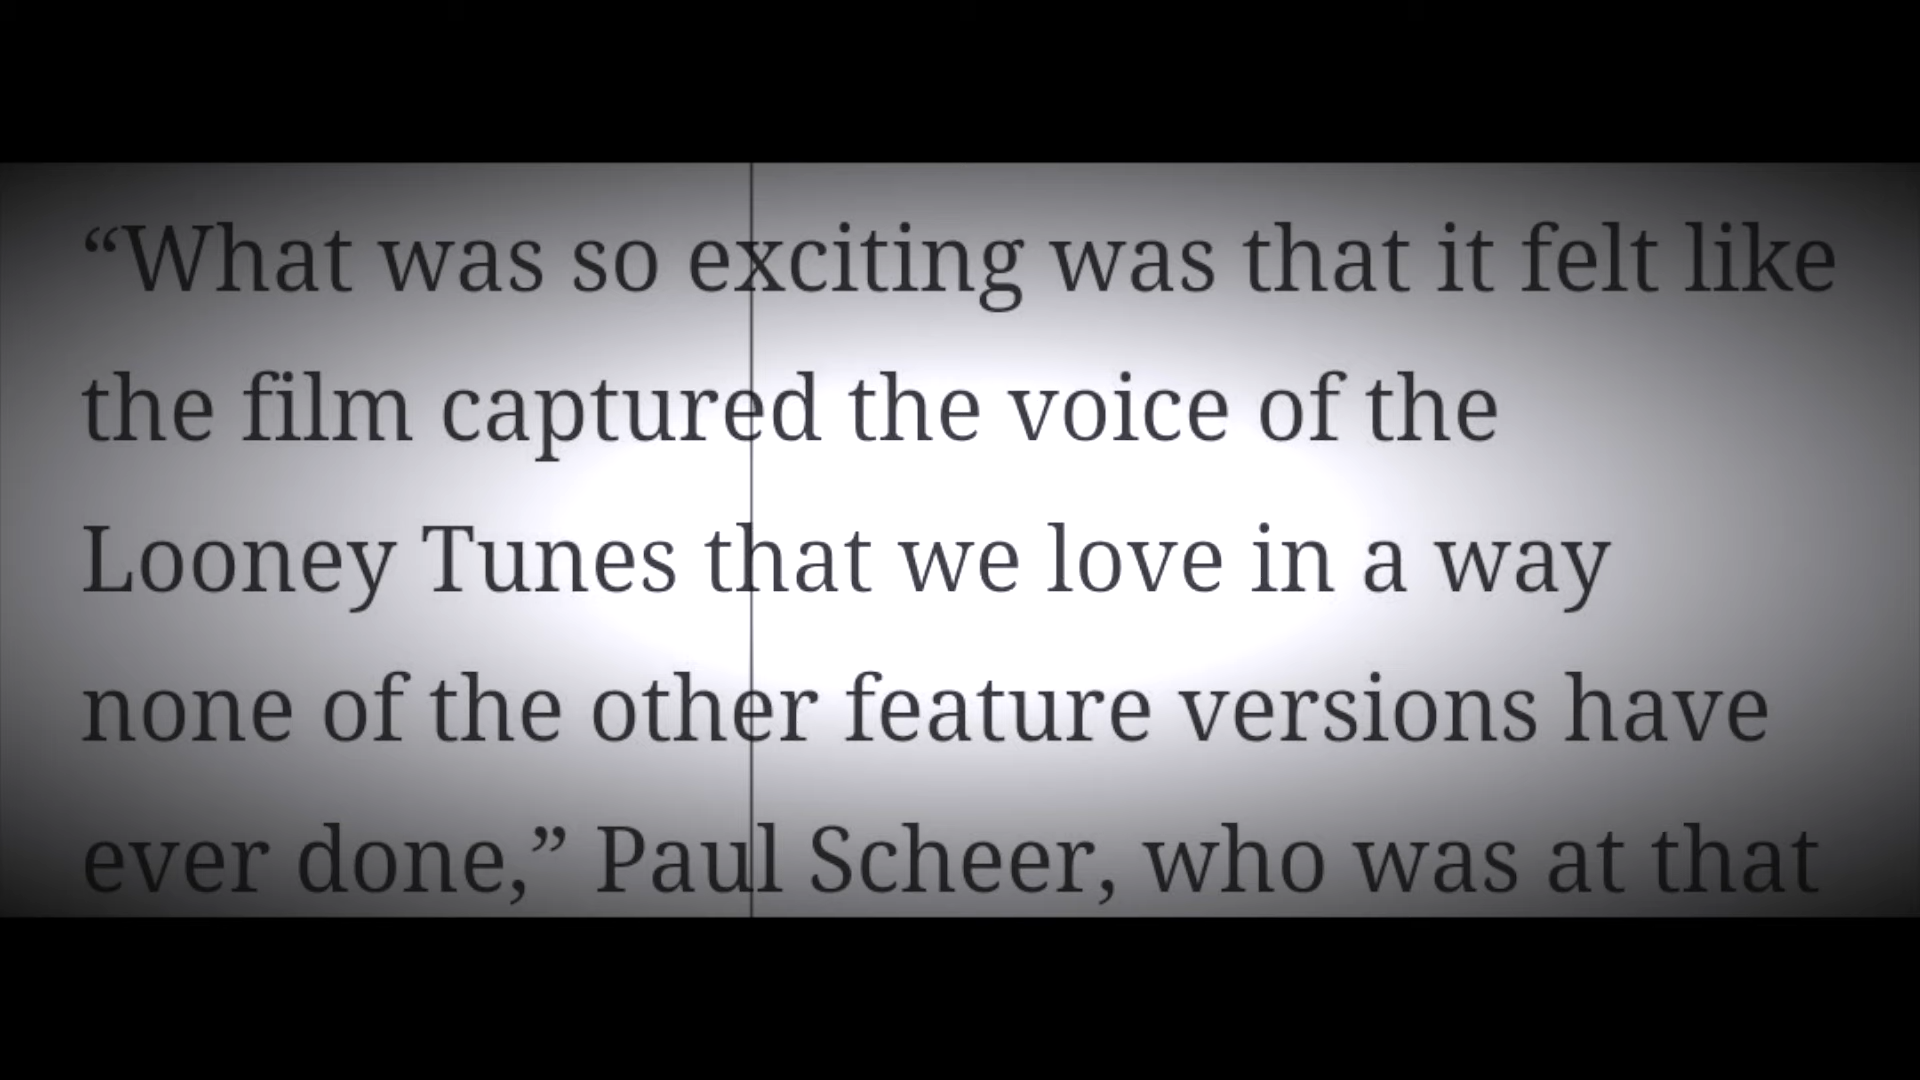 “What was so exciting was that it felt like
the film captured the voice of the
Looney Tunes that we love in a way
none of the other feature versions have
ever done,” Paul Scheer, who was at that